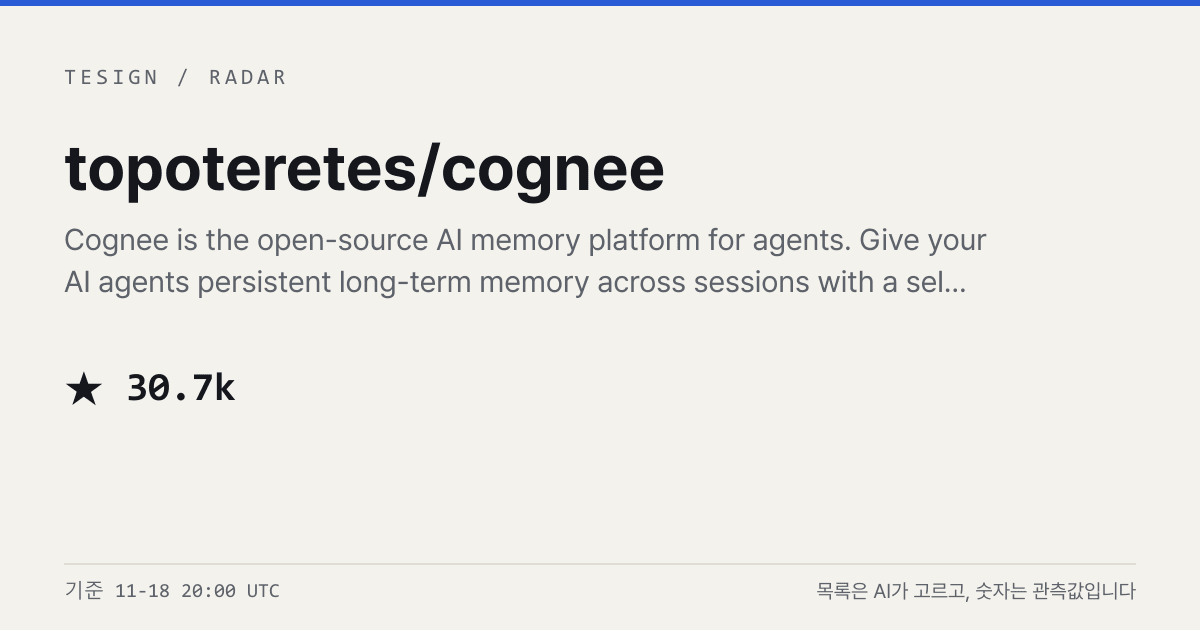 TESIGN / RADAR
topoteretes/cognee
Cognee is the open-source AI memory platform for agents. Give your
AI agents persistent long-term memory across sessions with a sel...
★ 30.7k
기준 11-18 20:00 UTC
목록은 AI가 고르고, 숫자는 관측값입니다